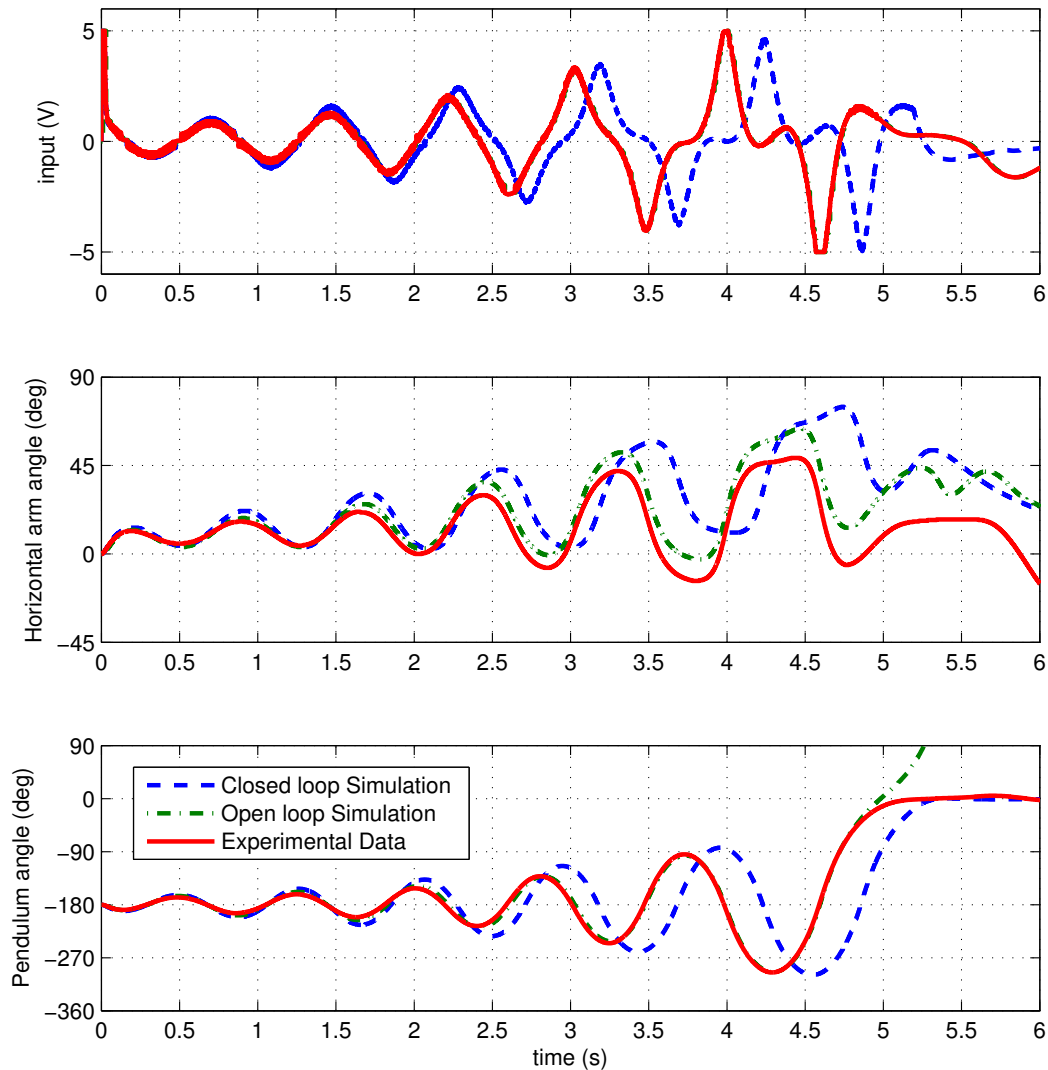 input (V)
5
0
−5
0 0.5 1 1.5 2 2.5 3 3.5 4 4.5 5 5.5 6
Horizontal arm angle (deg)
90
45
0
−45
0 0.5 1 1.5 2 2.5 3 3.5 4 4.5 5 5.5 6
Pendulum angle (deg)
90
0
−90
−180
−270
−360
Closed loop Simulation
Open loop Simulation
Experimental Data
0 0.5 1 1.5 2 2.5 3 3.5 4 4.5 5 5.5 6
time (s)